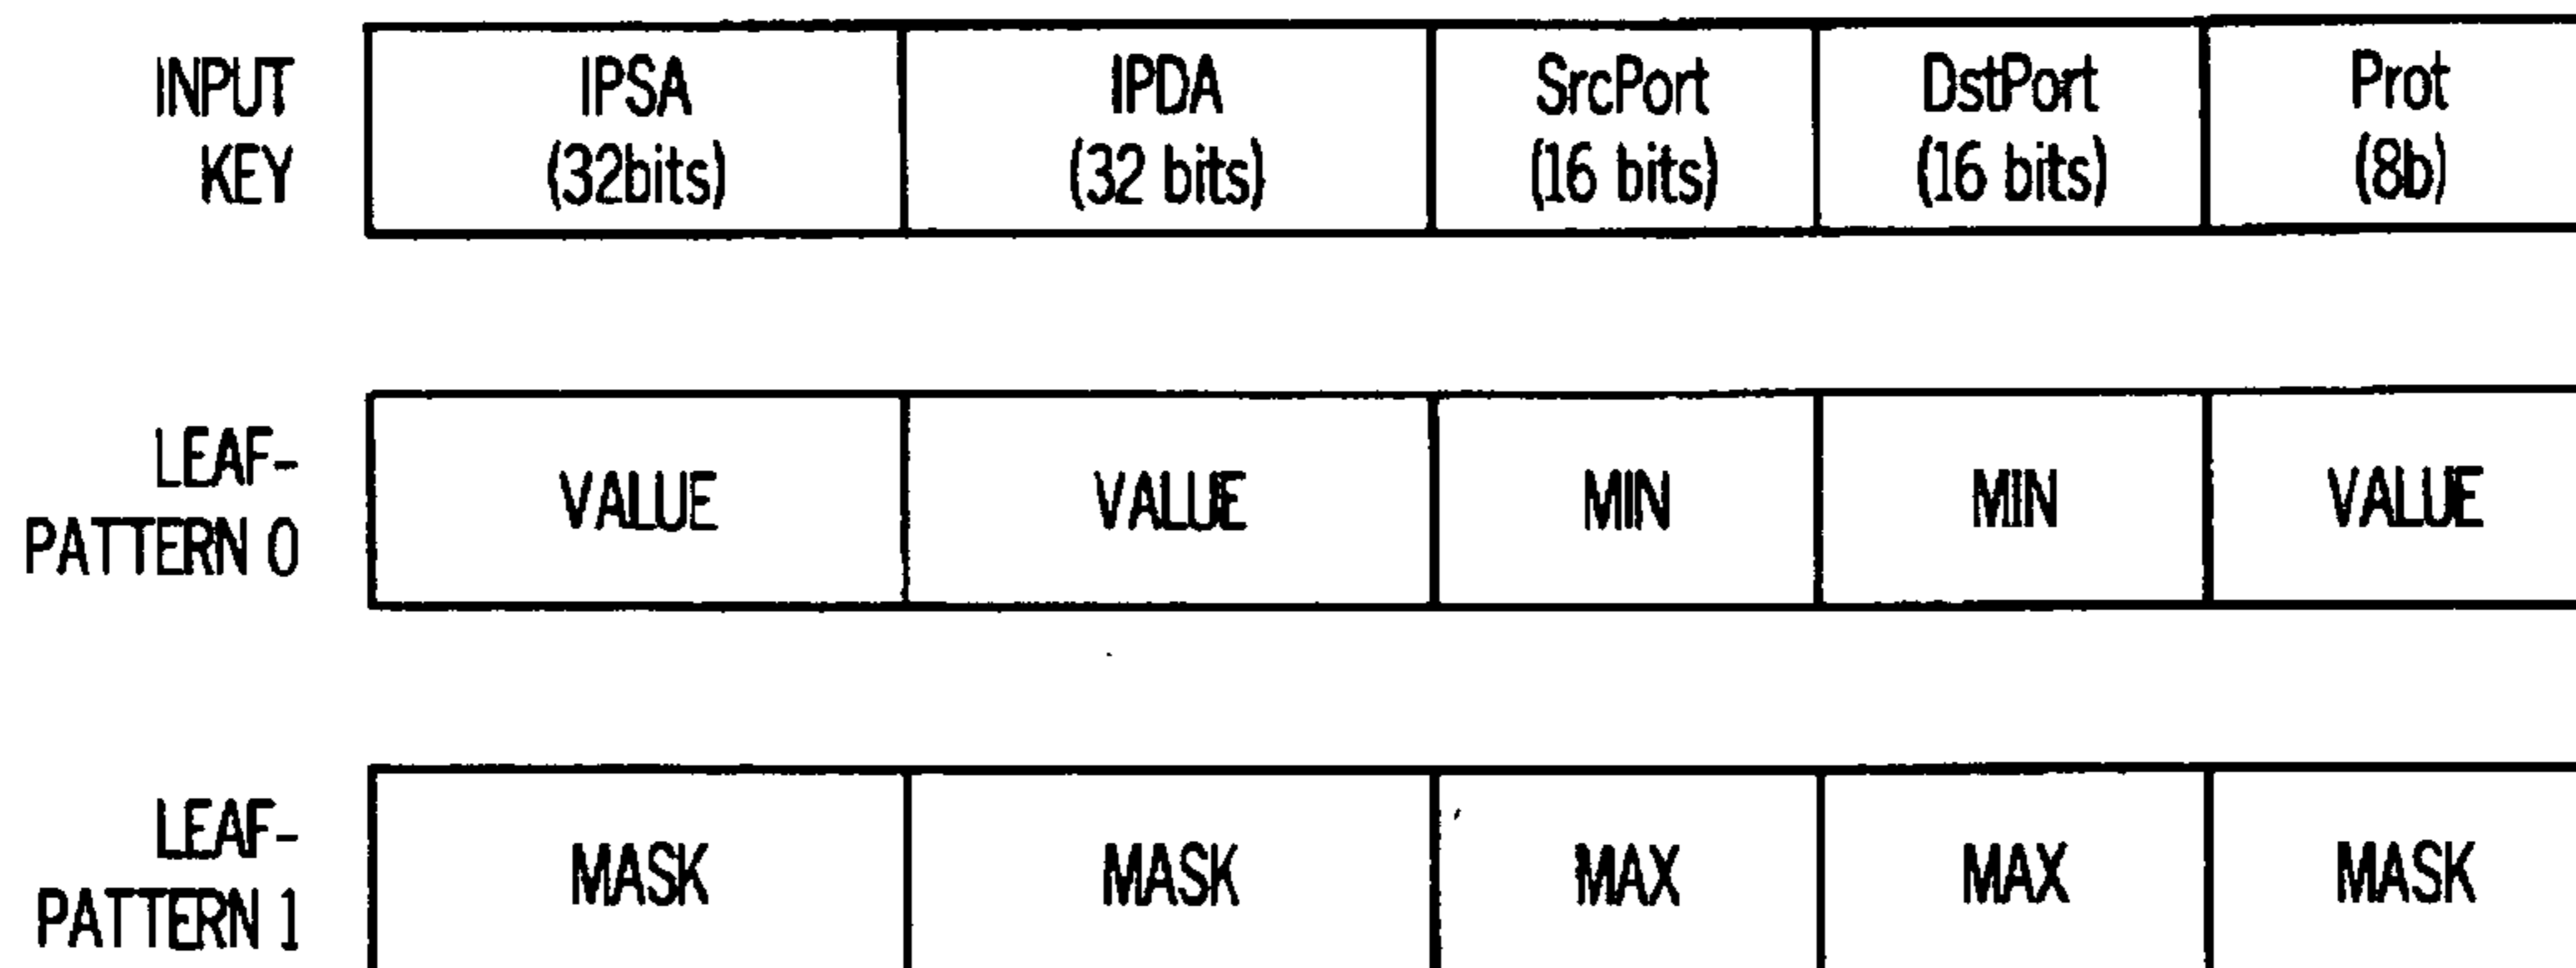 INPUT
KEY
IPSA
(32bits)
IPDA
(32 bits)
SrcPort
(16 bits)
DstPort
(16 bits)
Prot
(8b)
LEAF-
PATTERN 0
VALUE
VALUE
MIN
MIN
VALUE
LEAF-
PATTERN 1
MASK
MASK
MAX
MAX
MASK